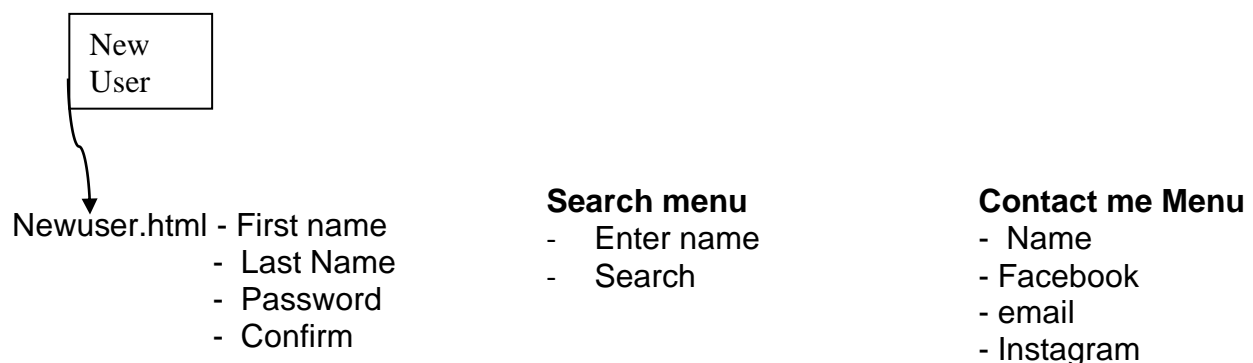 New
User
Newuser.html - First name
- Last Name
- Password
- Confirm
Search menu
- Enter name
- Search
Contact me Menu
- Name
- Facebook
- email
- Instagram